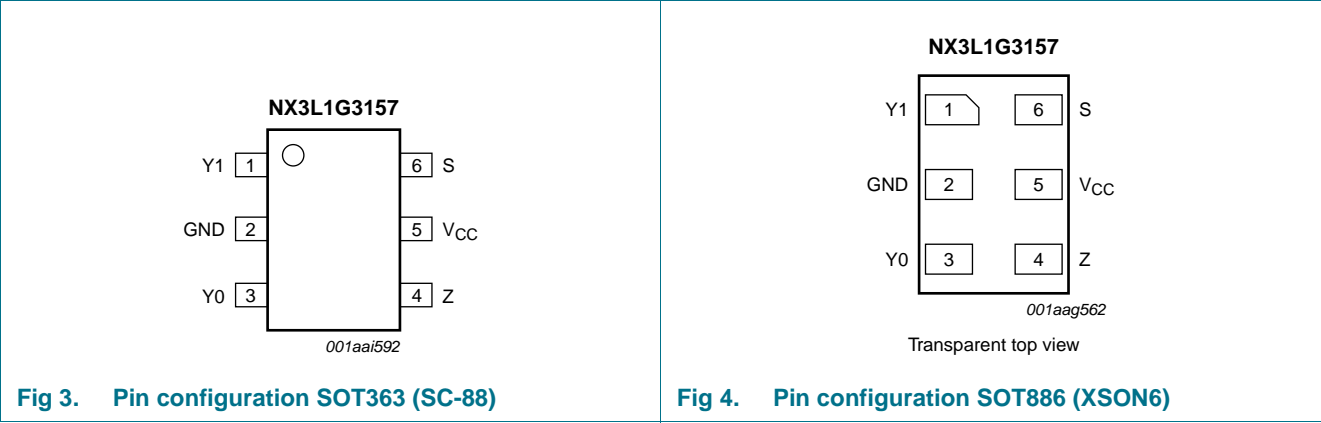 NX3L1G3157
Y1 1 6 S
GND 2 5 VCC
Y0 3 4 Z
001aai592
Fig 3. Pin configuration SOT363 (SC-88)
NX3L1G3157
Y1 1 6 S
GND 2 5 VCC
Y0 3 4 Z
001aag562
Transparent top view
Fig 4. Pin configuration SOT886 (XSON6)